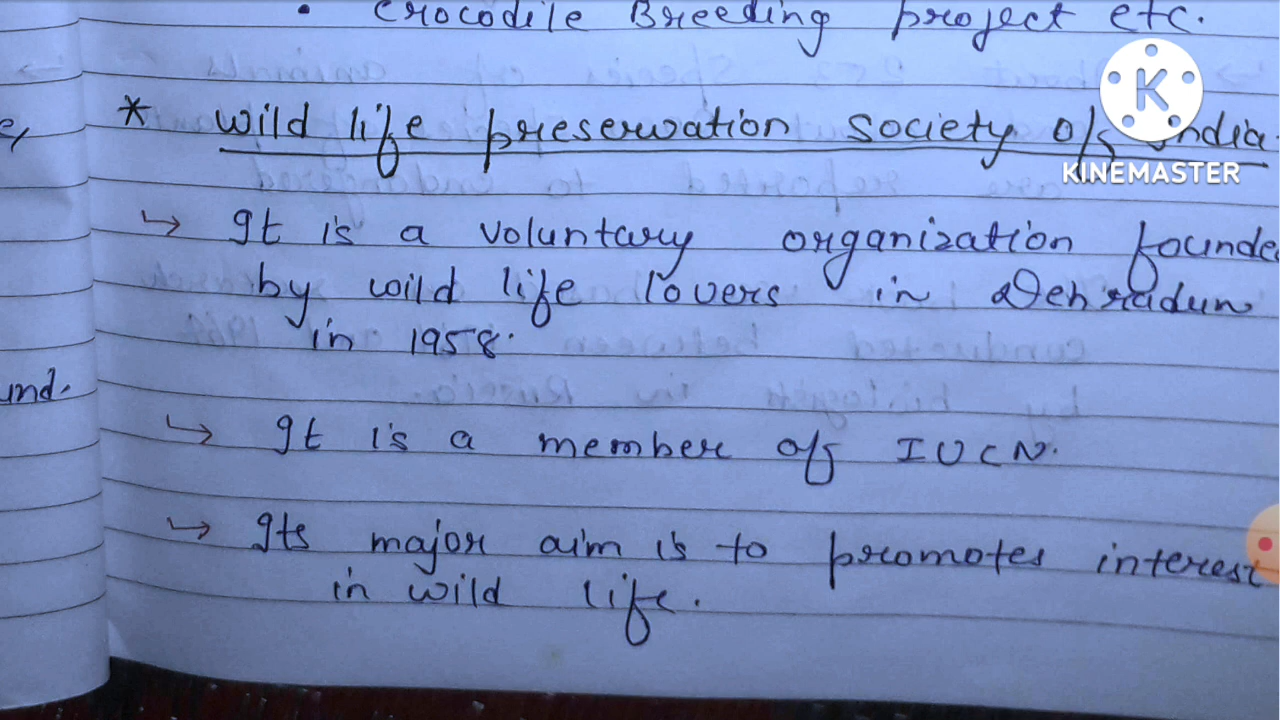 • Crocodile Breeding project etc.
* Wild life preservation society of India
↳ It is a voluntary organization founde
by wild life lovers in Dehradun
in 1958.
↳ It is a member of IUCN.
↳ Its major aim is to promotes interest
in wild life.
e,
und.
K
KINEMASTER